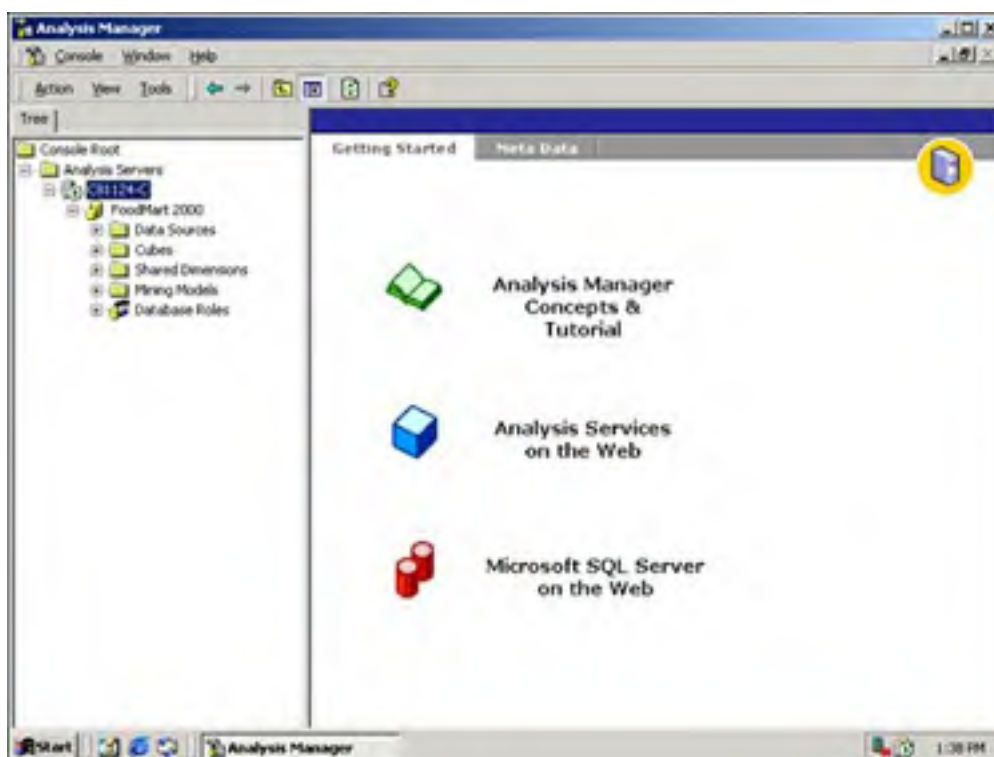 Analysis Manager
Console Window Help
Action View Tools
Tree
Console Root
Analysis Servers
FoodMart 2000
Data Sources
Cubes
Shared Dimensions
Mining Models
Database Roles
Getting Started Meta Data
Analysis Manager
Concepts &
Tutorial
Analysis Services
on the Web
Microsoft SQL Server
on the Web
Start Analysis Manager 1:38 PM